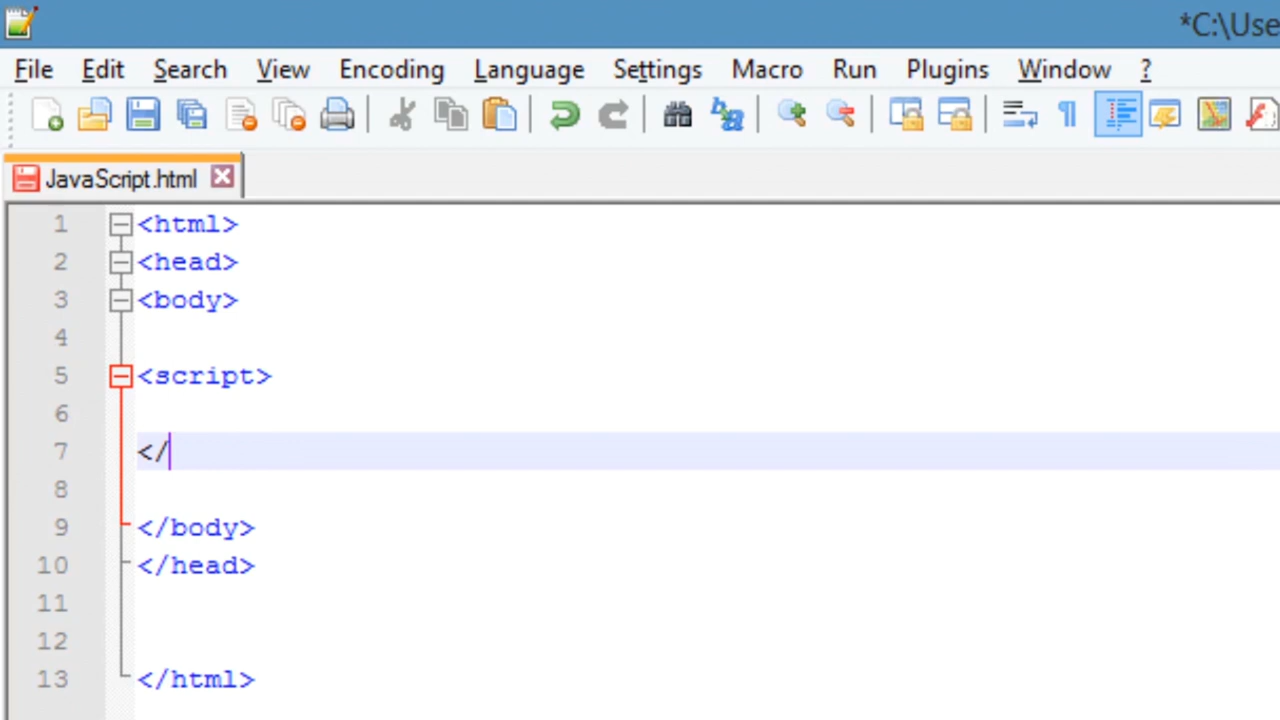 *C:\Use
File Edit Search View Encoding Language Settings Macro Run Plugins Window ?
JavaScript.html
1 <html>
2 <head>
3 <body>
4
5 <script>
6
7 </
8
9 </body>
10 </head>
11
12
13 </html>